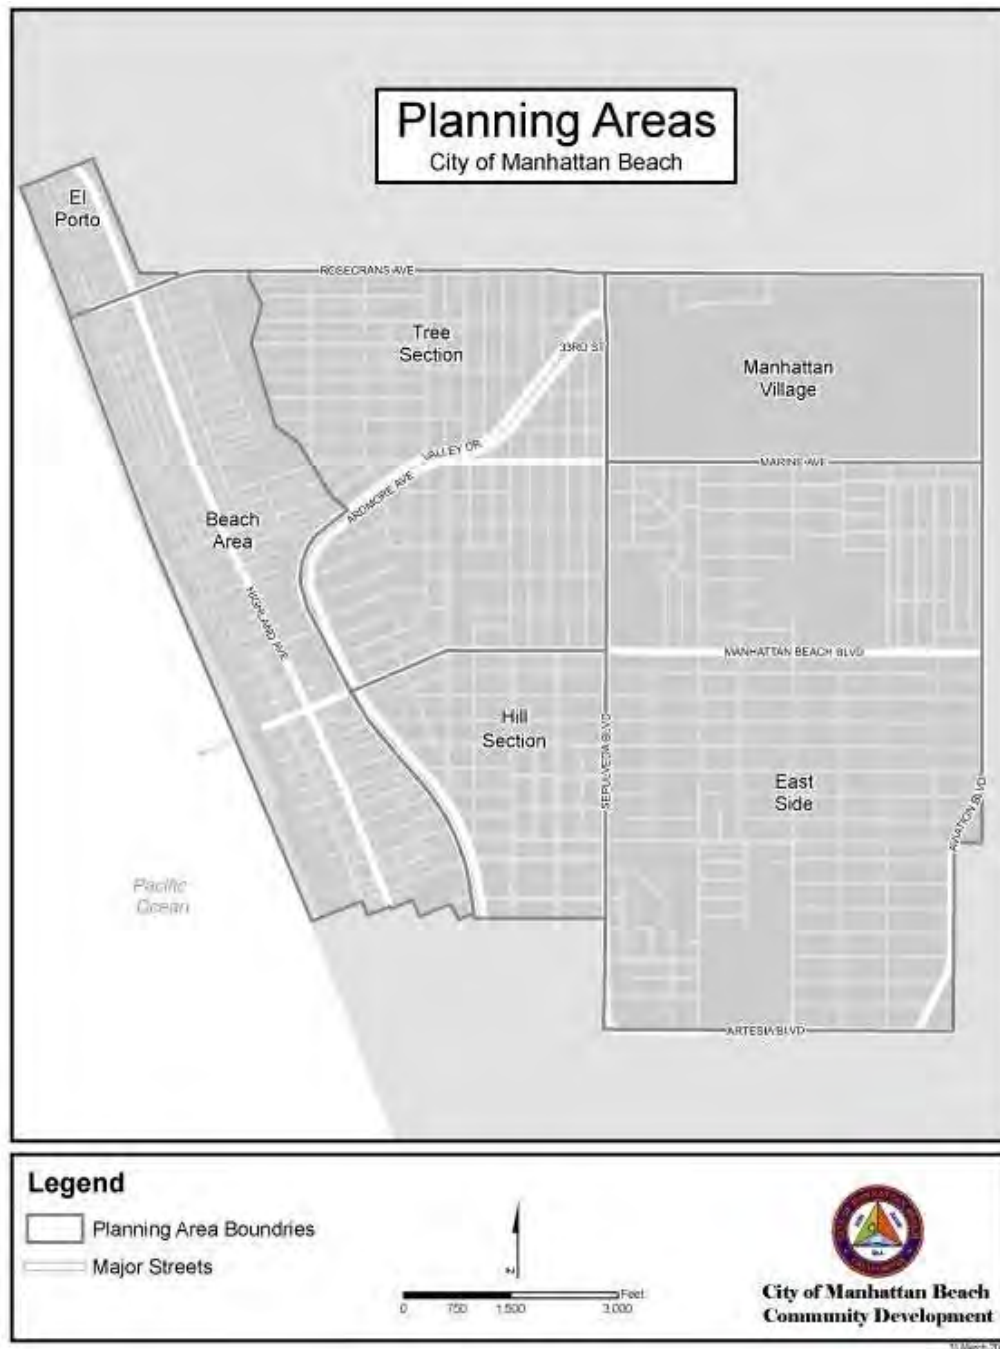 Planning Areas
City of Manhattan Beach
El
Porto
ROSECRANS AVE
Tree
Section
33RD ST
Manhattan
Village
VALLEY DR
MARINE AVE
ARDMORE AVE
Beach
Area
HIGHLAND AVE
MANHATTAN BEACH BLVD
Hill
Section
SEPULVEDA BLVD
East
Side
AVIATION BLVD
Pacific
Ocean
ARTESIA BLVD
Legend
Planning Area Boundries
Major Streets
N
Feet
0 750 1,500 3,000
City of Manhattan Beach
Community Development